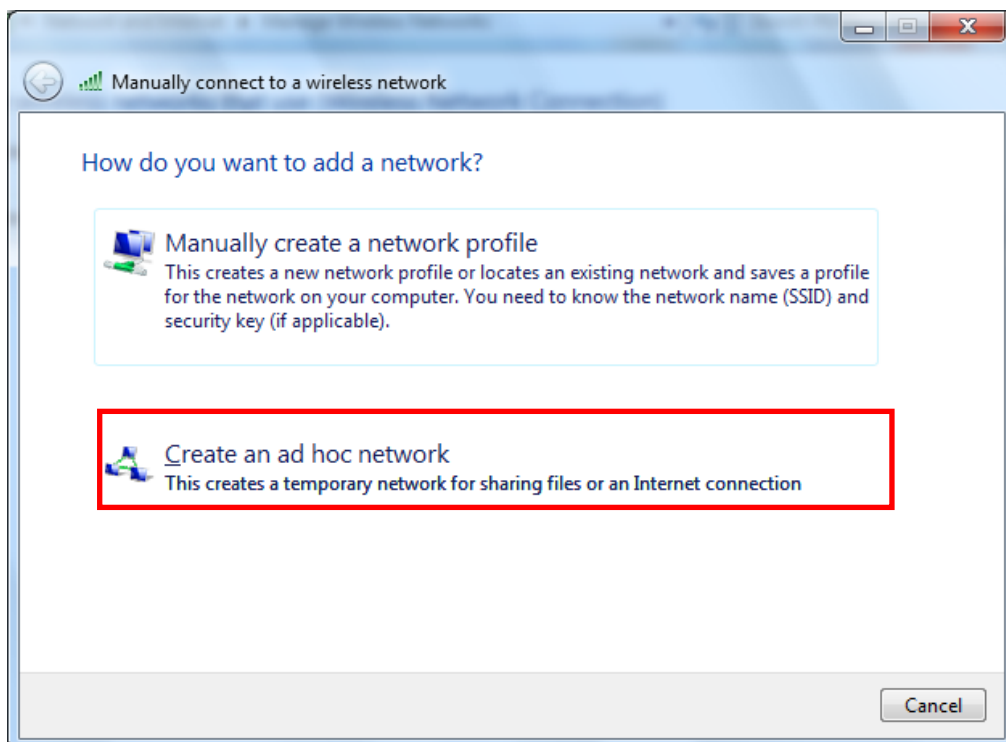 Manually connect to a wireless network
How do you want to add a network?
Manually create a network profile
This creates a new network profile or locates an existing network and saves a profile
for the network on your computer. You need to know the network name (SSID) and
security key (if applicable).
Create an ad hoc network
This creates a temporary network for sharing files or an Internet connection
Cancel